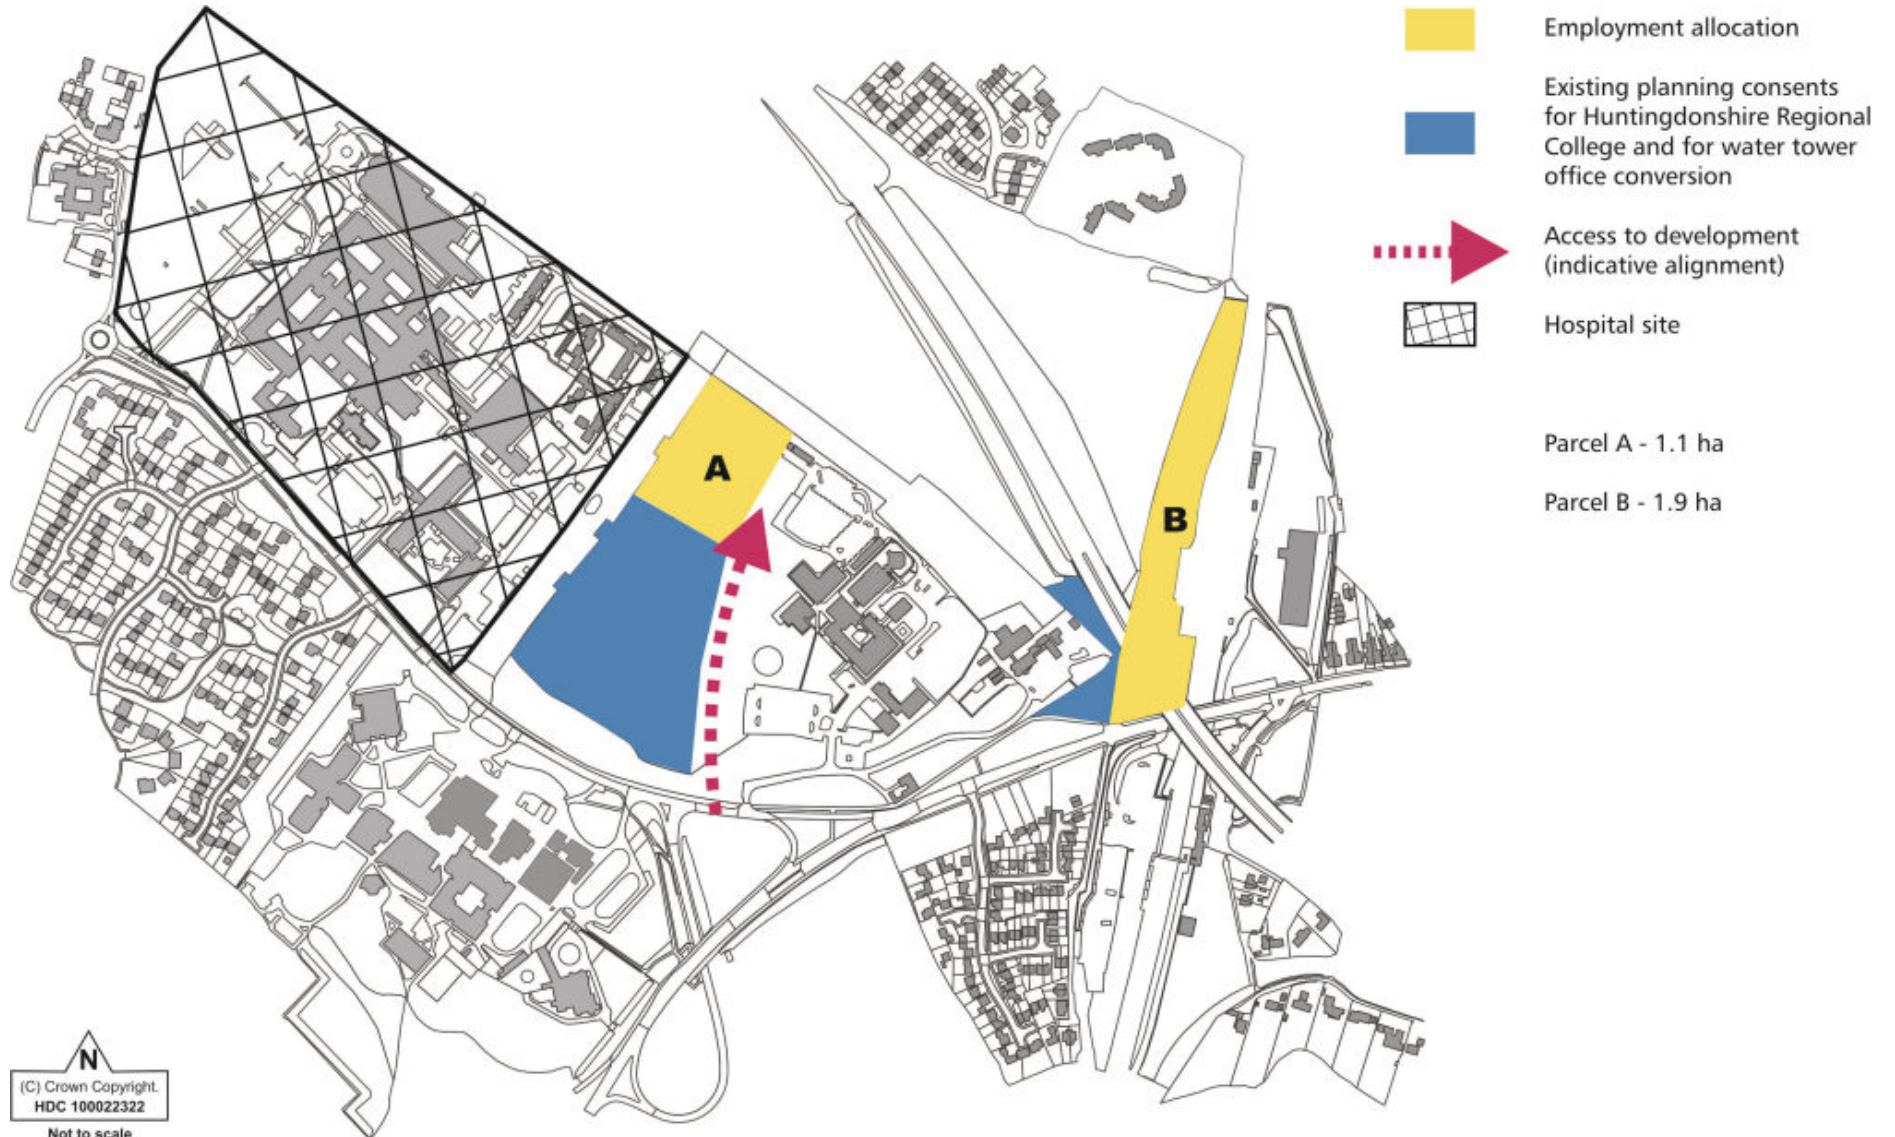 Employment allocation
Existing planning consents
for Huntingdonshire Regional
College and for water tower
office conversion
Access to development
(indicative alignment)
Hospital site
Parcel A - 1.1 ha
Parcel B - 1.9 ha
A
B
N
(C) Crown Copyright.
HDC 100022322
Not to scale